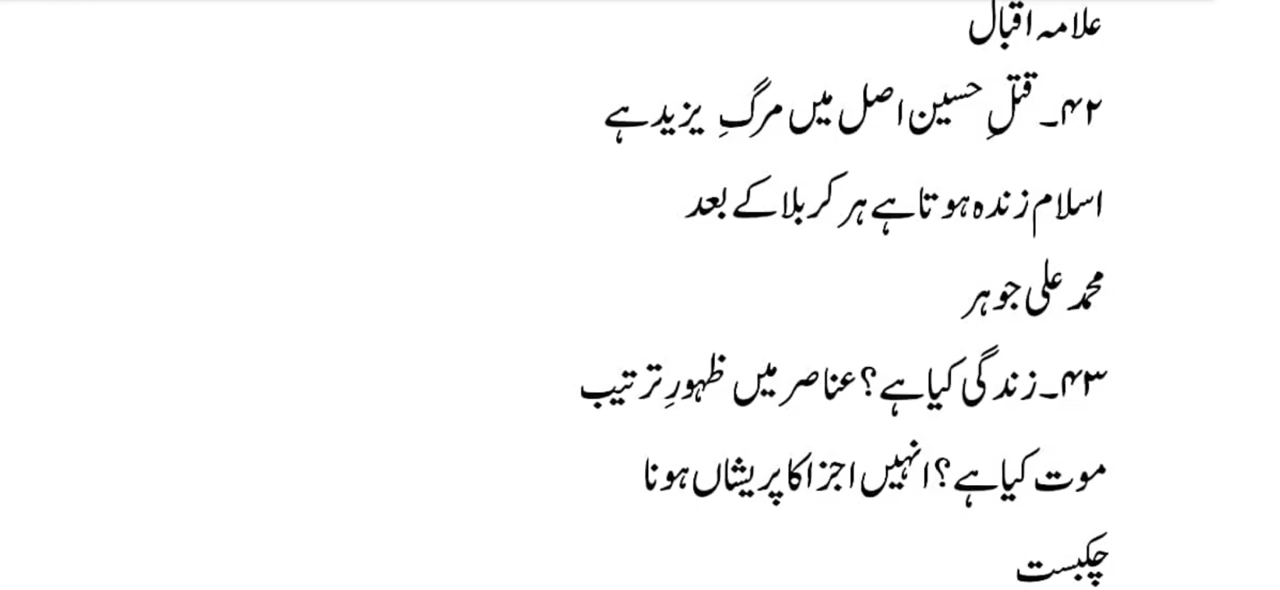 علامہ اقبال
۴۲۔ قتلِ حسین اصل میں مرگِ یزید ہے
اسلام زندہ ہوتا ہے ہر کربلا کے بعد
محمد علی جوہر
۴۳۔ زندگی کیا ہے؟ عناصر میں ظہورِ ترتیب
موت کیا ہے؟ انہیں اجزا کا پریشاں ہونا
چکبست